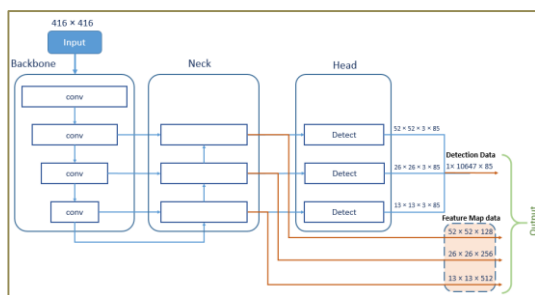 416 × 416
Input
Backbone
Neck
Head
conv
conv
conv
conv
Detect
Detect
Detect
52 × 52 × 3 × 85
26 × 26 × 3 × 85
13 × 13 × 3 × 85
Detection Data
1× 10647 × 85
Feature Map data
52 × 52 × 128
26 × 26 × 256
13 × 13 × 512
Output